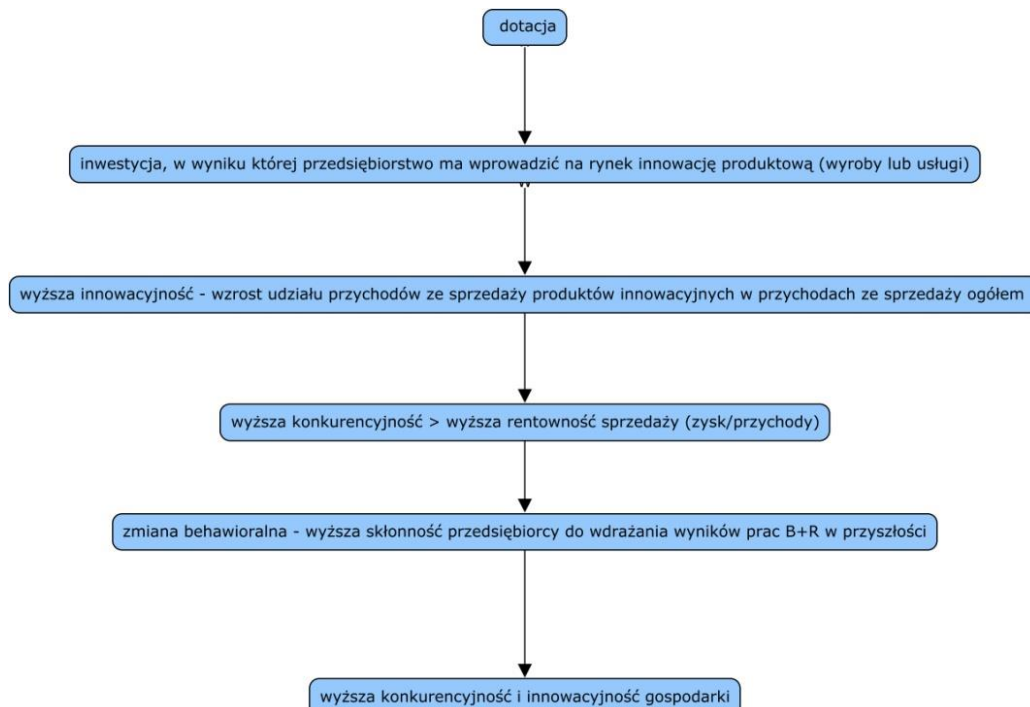 dotacja
inwestycja, w wyniku której przedsiębiorstwo ma wprowadzić na rynek innowację produktową (wyroby lub usługi)
wyższa innowacyjność - wzrost udziału przychodów ze sprzedaży produktów innowacyjnych w przychodach ze sprzedaży ogółem
wyższa konkurencyjność > wyższa rentowność sprzedaży (zysk/przychody)
zmiana behawioralna - wyższa skłonność przedsiębiorcy do wdrażania wyników prac B+R w przyszłości
wyższa konkurencyjność i innowacyjność gospodarki